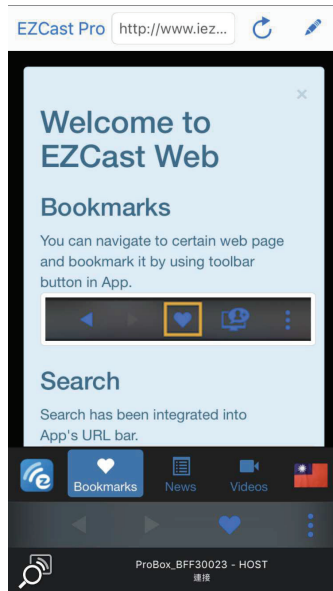 EZCast Pro http://www.iez...
×
Welcome to
EZCast Web
Bookmarks
You can navigate to certain web page
and bookmark it by using toolbar
button in App.
Search
Search has been integrated into
App's URL bar.
Bookmarks News Videos
ProBox_BFF30023 - HOST
連接